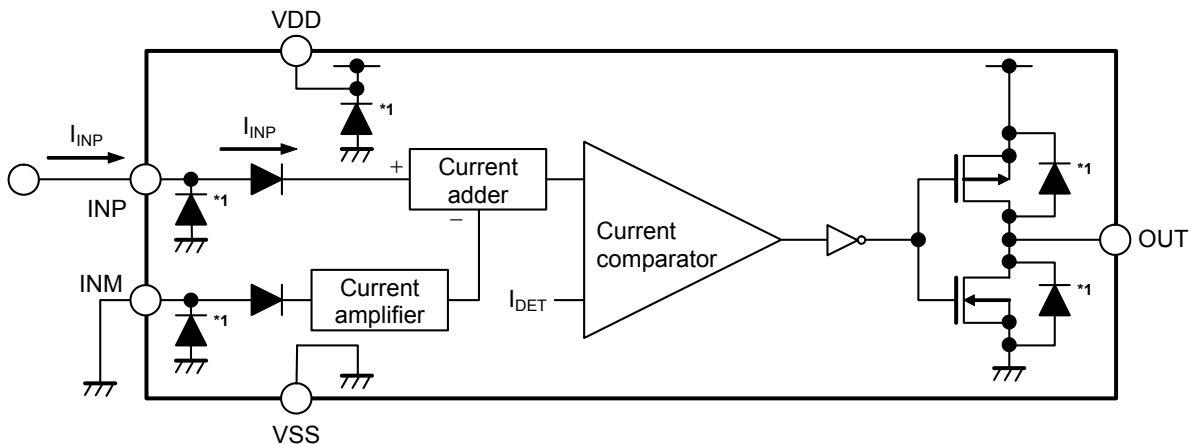 VDD
*1
I_INP
I_INP
+
Current
adder
−
INP
*1
*1
Current
comparator
OUT
INM
*1
Current
amplifier
I_DET
*1
VSS